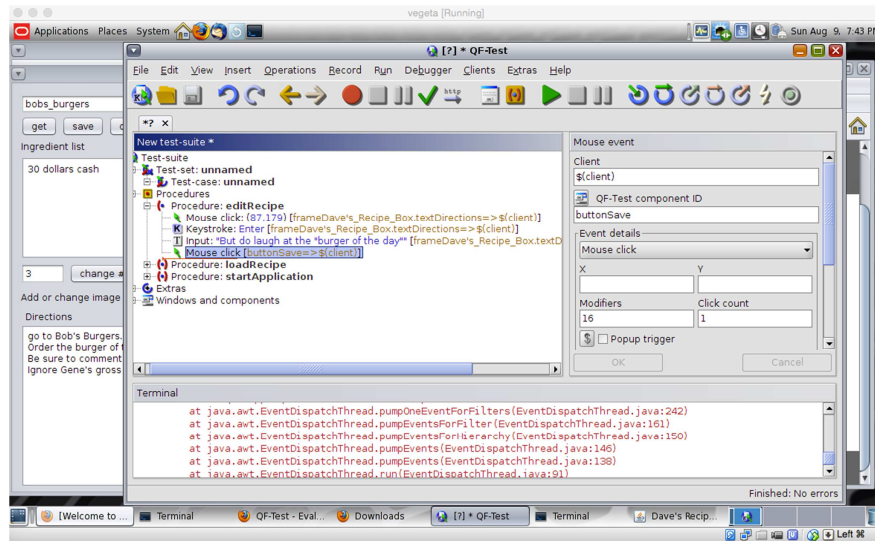 vegeta [Running]
Applications Places System
Sun Aug 9, 7:43 PM
[?] * QF-Test
File Edit View Insert Operations Record Run Debugger Clients Extras Help
http
*? x
bobs_burgers
get save
Ingredient list
30 dollars cash
3 change #
Add or change image
Directions
go to Bob's Burgers.
Order the burger of
Be sure to comment
Ignore Gene's gross
New test-suite *
Test-suite
Test-set: unnamed
Test-case: unnamed
Procedures
Procedure: editRecipe
Mouse click: (87.179) [frameDave's_Recipe_Box.textDirections=>$(client)]
Keystroke: Enter [frameDave's_Recipe_Box.textDirections=>$(client)]
Input: "But do laugh at the "burger of the day"" [frameDave's_Recipe_Box.textD
Mouse click [buttonSave=>$(client)]
Procedure: loadRecipe
Procedure: startApplication
Extras
Windows and components
Mouse event
Client
$(client)
QF-Test component ID
buttonSave
Event details
Mouse click
X Y
Modifiers Click count
16 1
$ Popup trigger
OK Cancel
Terminal
at java.awt.EventDispatchThread.pumpOneEventForFilters(EventDispatchThread.java:242)
at java.awt.EventDispatchThread.pumpEventsForFilter(EventDispatchThread.java:161)
at java.awt.EventDispatchThread.pumpEventsForHierarchy(EventDispatchThread.java:150)
at java.awt.EventDispatchThread.pumpEvents(EventDispatchThread.java:146)
at java.awt.EventDispatchThread.pumpEvents(EventDispatchThread.java:138)
at java.awt.EventDispatchThread.run(EventDispatchThread.java:91)
Finished: No errors
[Welcome to ... Terminal QF-Test - Eval... Downloads [?] * QF-Test Terminal Dave's Recip...
Left ⌘